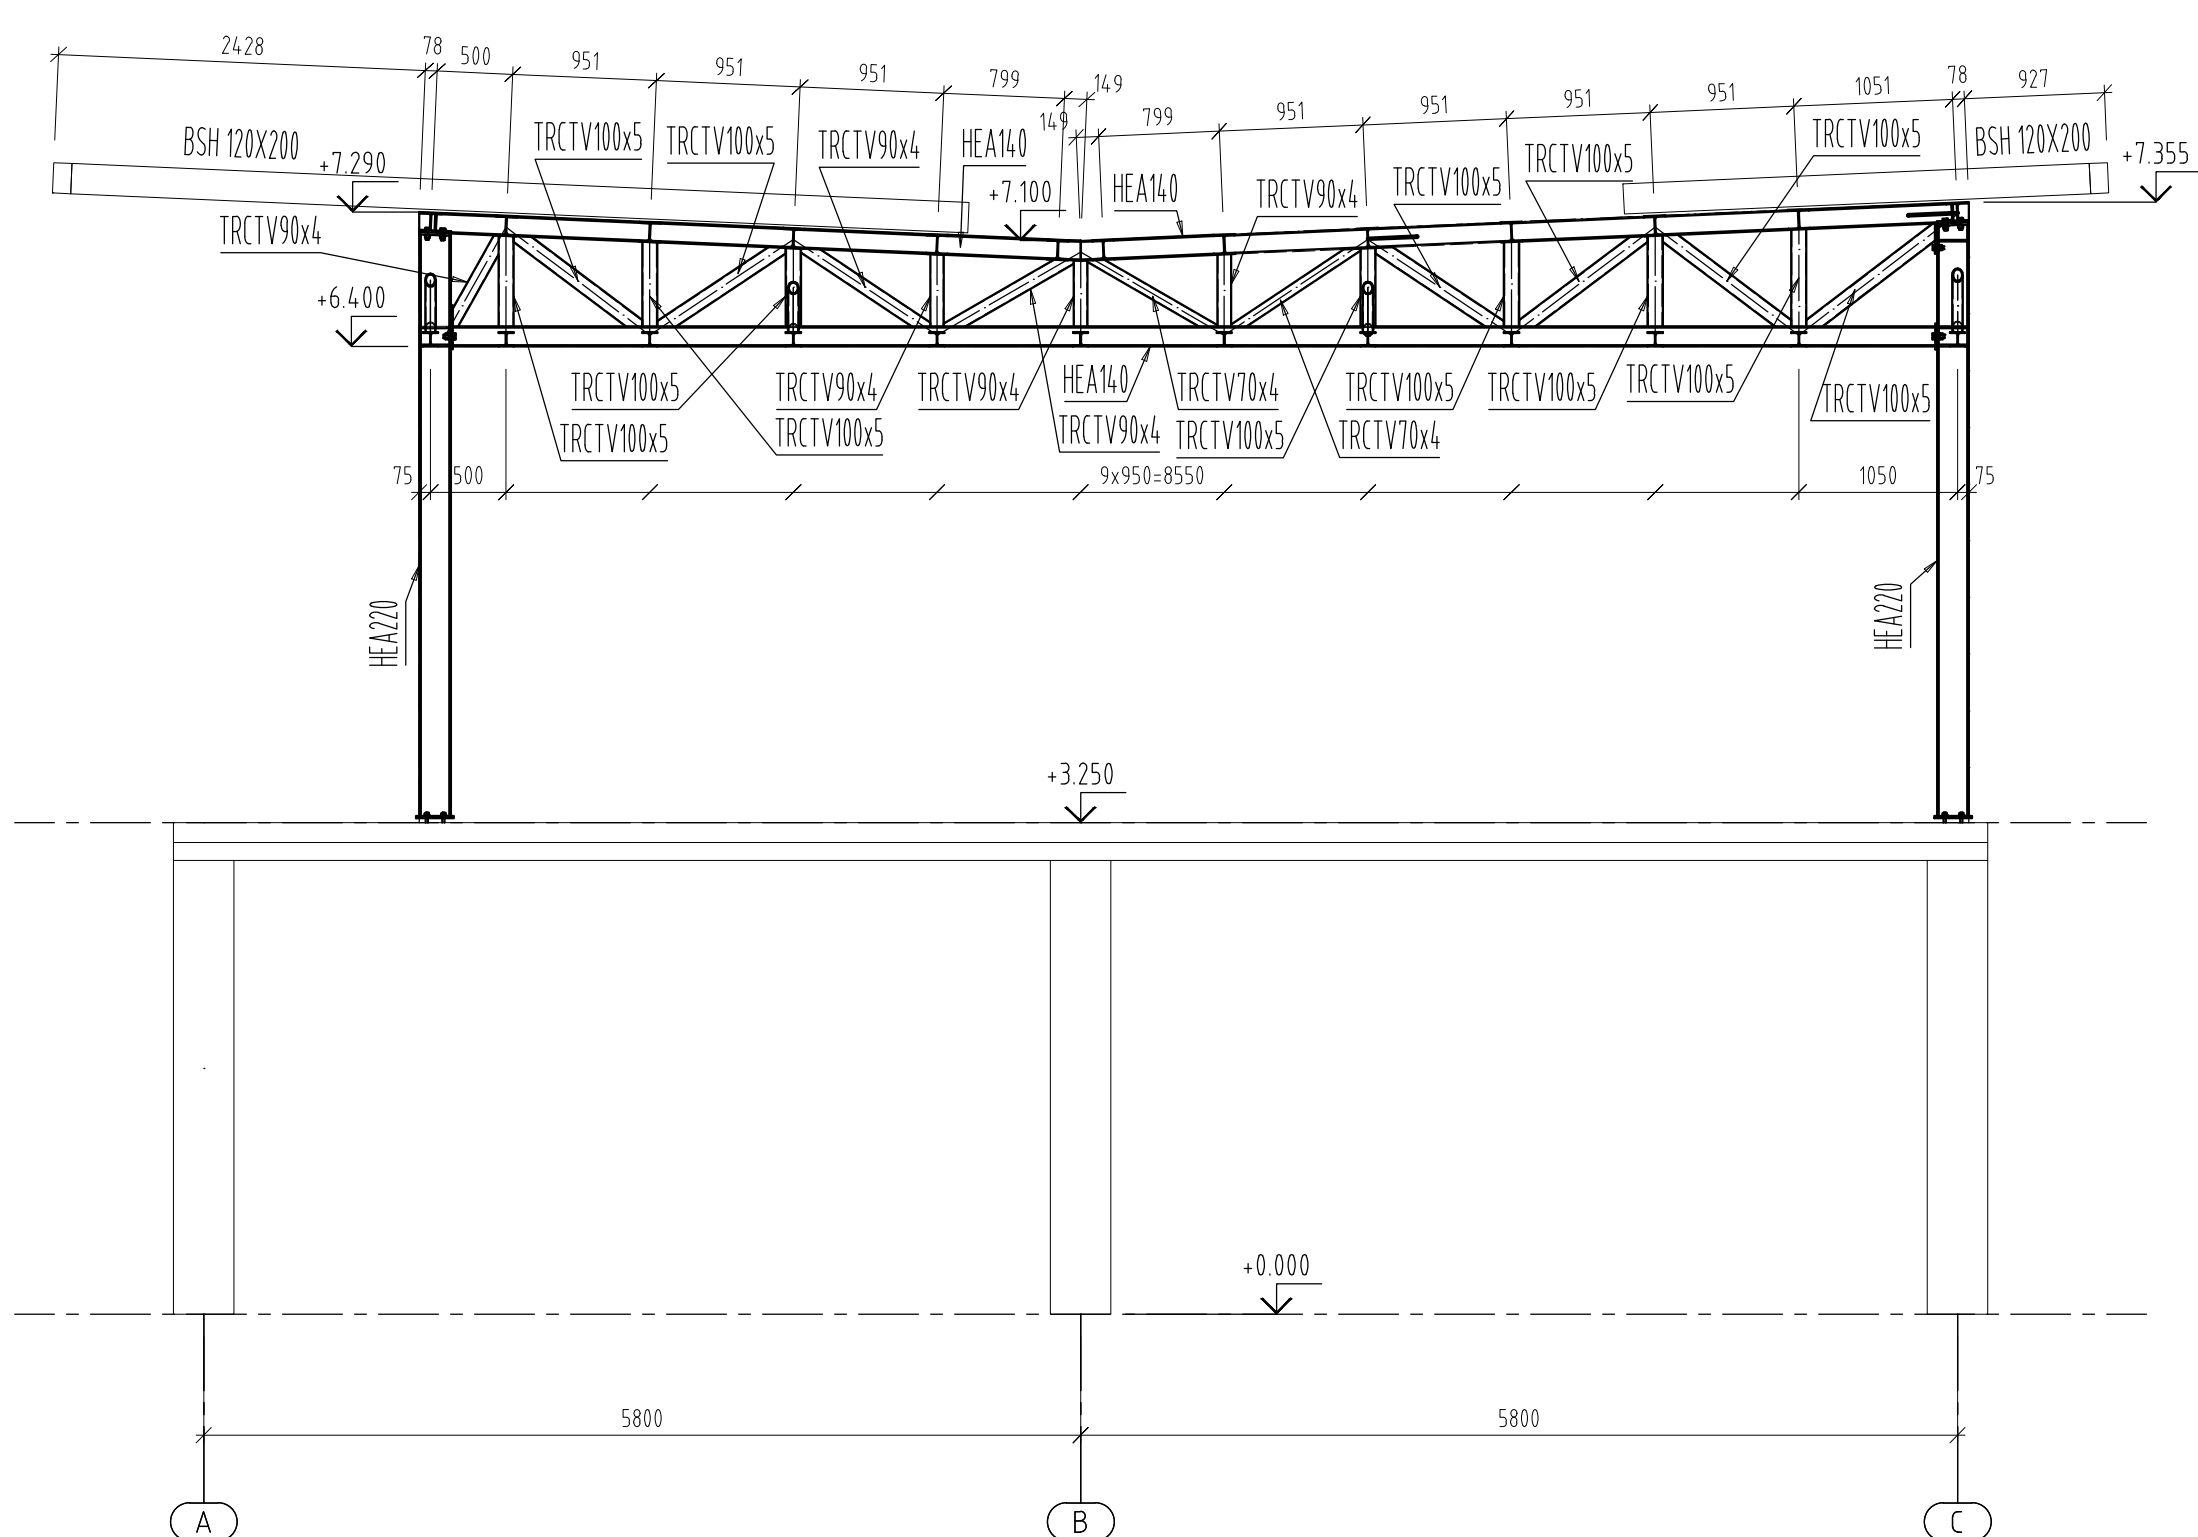 2428
78
500
951
951
951
799
149
149
799
951
951
951
951
1051
78
927
BSH 120X200
TRCTV100x5
TRCTV100x5
TRCTV90x4
HEA140
TRCTV100x5
TRCTV100x5
BSH 120X200
+7.355
+7.290
+7.100
HEA140
TRCTV90x4
TRCTV100x5
TRCTV90x4
+6.400
TRCTV100x5
TRCTV90x4
TRCTV90x4
HEA140
TRCTV70x4
TRCTV100x5
TRCTV100x5
TRCTV100x5
TRCTV100x5
TRCTV100x5
TRCTV100x5
TRCTV90x4
TRCTV100x5
TRCTV70x4
75
500
9x950=8550
1050
75
HEA220
HEA220
+3.250
+0.000
5800
5800
A
B
C